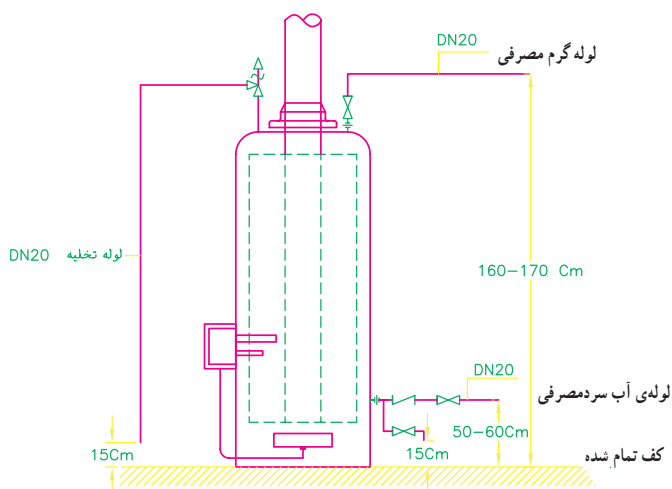 DN20
لوله گرم مصرفی
DN20
لوله تخلیه
160-170 Cm
DN20
لوله‌ی آب سردمصرفی
50-60Cm
15Cm
15Cm
کف تمام شده